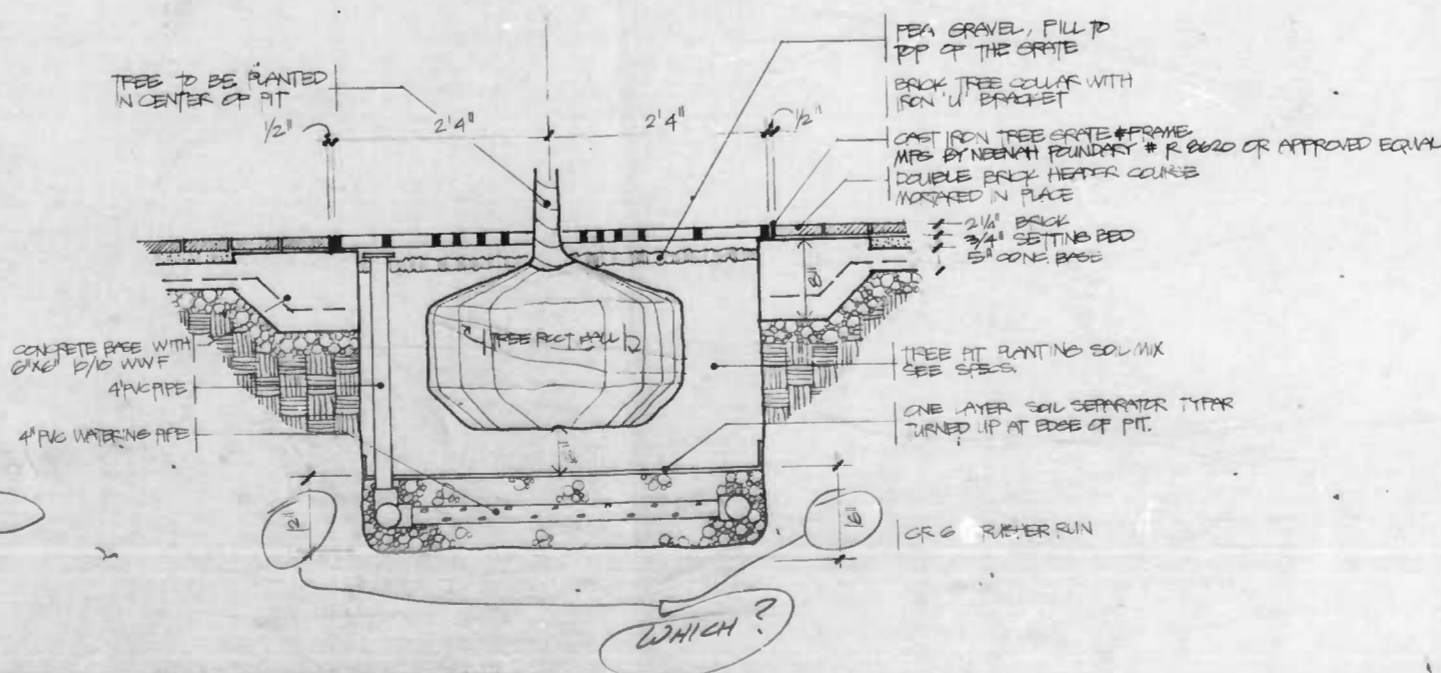 TREE TO BE PLANTED
IN CENTER OF PIT
1/2"
2'4"
2'4"
1/2"
PEA GRAVEL, FILL TO
TOP OF THE GRATE
BRICK TREE COLLAR WITH
IRON 'U' BRACKET
CAST IRON TREE GRATE & FRAME
MFG BY NEENAH FOUNDARY # R 8620 OR APPROVED EQUAL
DOUBLE BRICK HEADER COURSE
MORTARED IN PLACE
2 1/4" BRICK
3/4" SETTING BED
5" CONC. BASE
8"
TREE ROOT BALL
CONCRETE BASE WITH
6"X6" 10/10 WWF
4" PVC PIPE
4" PVC WATERING PIPE
TREE PIT PLANTING SOIL MIX
SEE SPECS.
ONE LAYER SOIL SEPARATOR TYPAR
TURNED UP AT EDGE OF PIT.
12"
6"
CR 6 CRUSHER RUN
WHICH?